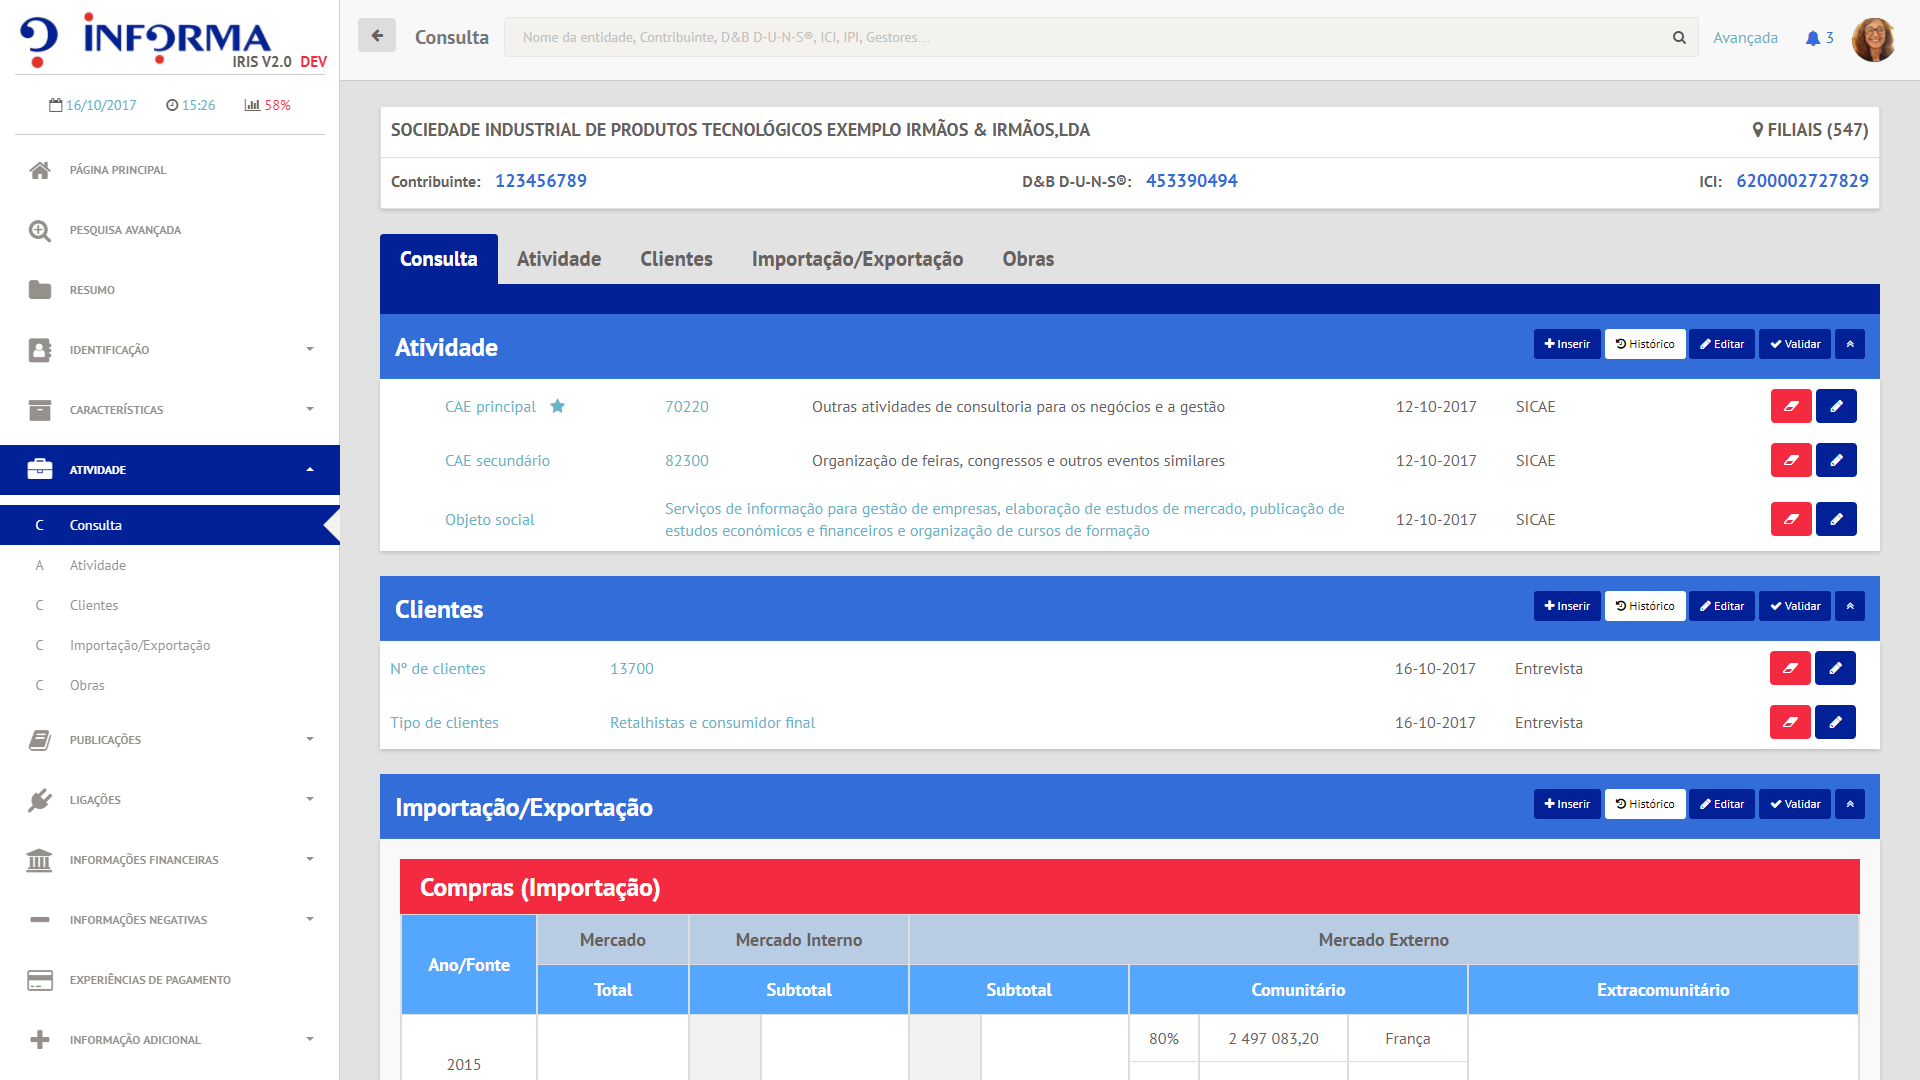 INFORMA
IRIS V2.0 DEV
16/10/2017 15:26 58%
PÁGINA PRINCIPAL
PESQUISA AVANÇADA
RESUMO
IDENTIFICAÇÃO
CARACTERÍSTICAS
ATIVIDADE
C Consulta
A Atividade
C Clientes
C Importação/Exportação
C Obras
PUBLICAÇÕES
LIGAÇÕES
INFORMAÇÕES FINANCEIRAS
INFORMAÇÕES NEGATIVAS
EXPERIÊNCIAS DE PAGAMENTO
INFORMAÇÃO ADICIONAL
Consulta
Nome da entidade, Contribuinte, D&B D-U-N-S®, ICI, IPI, Gestores...
Avançada
3
SOCIEDADE INDUSTRIAL DE PRODUTOS TECNOLÓGICOS EXEMPLO IRMÃOS & IRMÃOS,LDA
FILIAIS (547)
Contribuinte: 123456789
D&B D-U-N-S®: 453390494
ICI: 6200002727829
Consulta Atividade Clientes Importação/Exportação Obras
Atividade
Inserir Histórico Editar Validar
CAE principal 70220 Outras atividades de consultoria para os negócios e a gestão 12-10-2017 SICAE
CAE secundário 82300 Organização de feiras, congressos e outros eventos similares 12-10-2017 SICAE
Objeto social
Serviços de informação para gestão de empresas, elaboração de estudos de mercado, publicação de
estudos económicos e financeiros e organização de cursos de formação
12-10-2017 SICAE
Clientes
Inserir Histórico Editar Validar
Nº de clientes 13700 16-10-2017 Entrevista
Tipo de clientes Retalhistas e consumidor final 16-10-2017 Entrevista
Importação/Exportação
Inserir Histórico Editar Validar
Compras (Importação)
Ano/Fonte
Mercado Mercado Interno Mercado Externo
Total Subtotal Subtotal Comunitário Extracomunitário
80% 2 497 083,20 França
2015